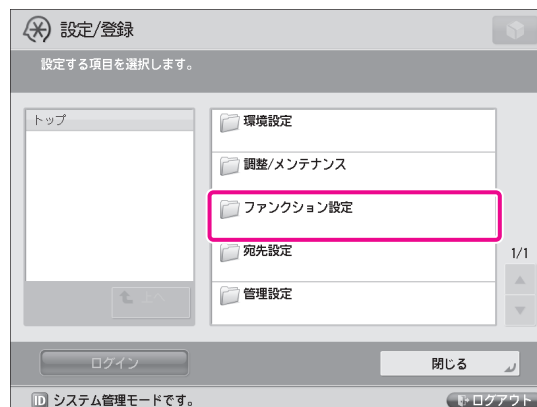 設定/登録
設定する項目を選択します。
トップ
環境設定
調整/メンテナンス
ファンクション設定
宛先設定
1/1
管理設定
上へ
ログイン
閉じる
ID システム管理モードです。
ログアウト